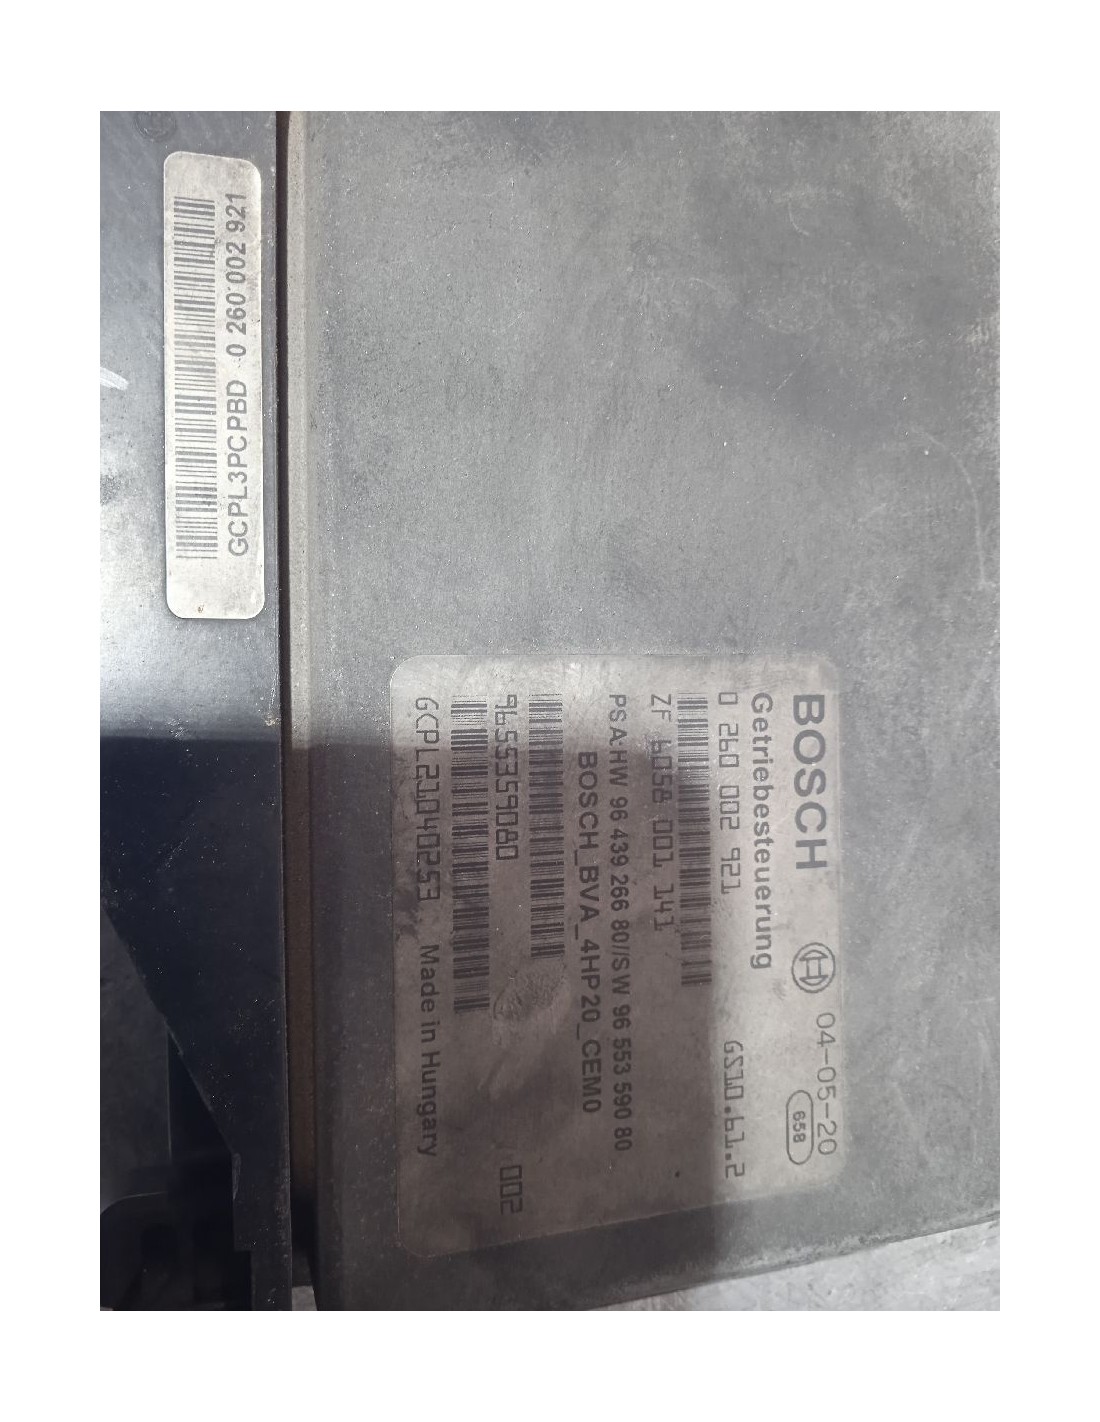 GCPL3PCPBD 0 260 002 921
BOSCH 04-05-20
658
Getriebesteuerung
0 260 002 921 GS10.61.2
ZF 6058 001 141
PSA:HW 96 439 266 80//SW 96 553 590 80
BOSCH_BVA_4HP20_CEM0
9655359080 002
GCPL21040253 Made in Hungary